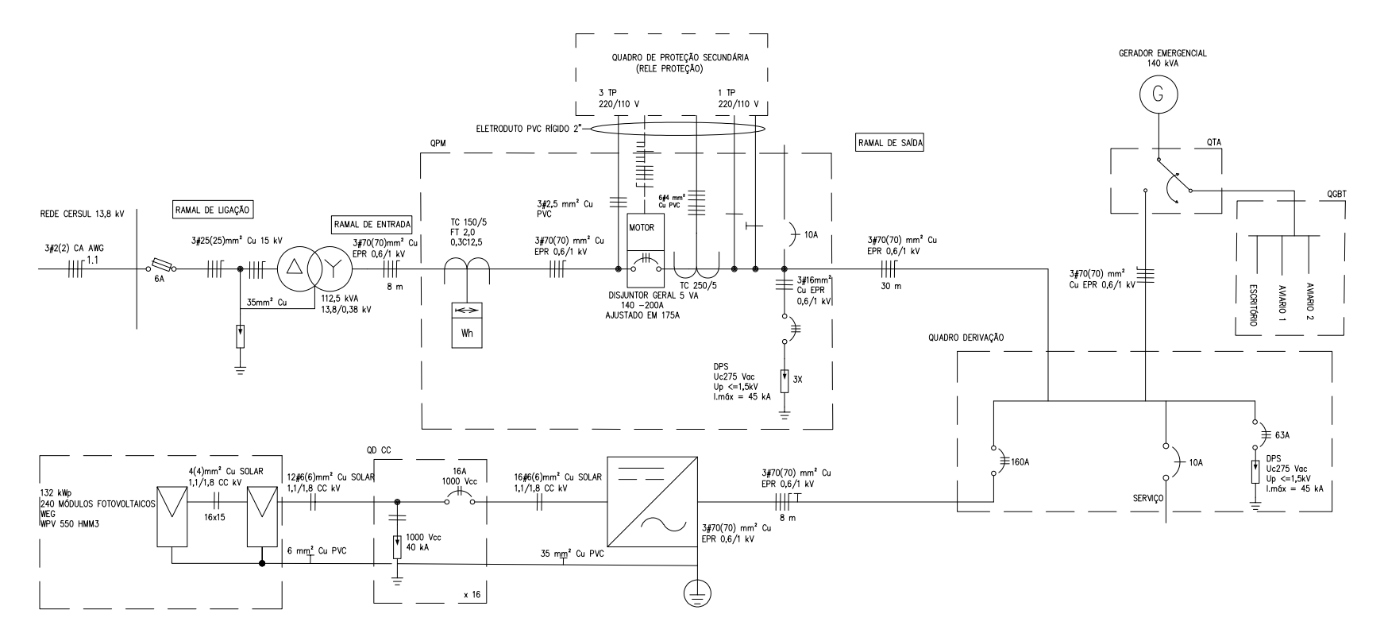 QUADRO DE PROTEÇÃO SECUNDÁRIA
(RELE PROTEÇÃO)
3 TP
220/110 V
1 TP
220/110 V
ELETRODUTO PVC RÍGIDO 2"
GERADOR EMERGENCIAL
140 kVA
G
QTA
QGBT
ESCRITÓRIO
AVIARIO 1
AVIARIO 2
QPM
RAMAL DE SAÍDA
REDE CERSUL 13,8 kV
3#2(2) CA AWG
1.1
RAMAL DE LIGAÇÃO
3#25(25)mm² Cu 15 kV
6A
35mm² Cu
112,5 kVA
13,8/0,38 kV
RAMAL DE ENTRADA
3#70(70)mm² Cu
EPR 0,6/1 kV
8 m
TC 150/5
FT 2,0
0,3C12,5
Wh
3#2,5 mm² Cu
PVC
3#70(70) mm² Cu
EPR 0,6/1 kV
MOTOR
6#4 mm²
Cu PVC
TC 250/5
DISJUNTOR GERAL 5 VA
140 -200A
AJUSTADO EM 175A
10A
3#16mm²
Cu EPR
0,6/1 kV
3X
DPS
Uc275 Vac
Up <=1,5kV
I.máx = 45 kA
3#70(70) mm² Cu
EPR 0,6/1 kV
30 m
3#70(70) mm²
Cu EPR 0,6/1 kV
QUADRO DERIVAÇÃO
160A
10A
SERVIÇO
63A
DPS
Uc275 Vac
Up <=1,5kV
I.máx = 45 kA
132 kWp
240 MÓDULOS FOTOVOLTAICOS
WEG
WPV 550 HMM3
4(4)mm² Cu SOLAR
1,1/1,8 CC kV
16x15
12#6(6)mm² Cu SOLAR
1,1/1,8 CC kV
6 mm² Cu PVC
QD CC
16A
1000 Vcc
1000 Vcc
40 kA
x 16
16#6(6)mm² Cu SOLAR
1,1/1,8 CC kV
35 mm² Cu PVC
3#70(70) mm² Cu
EPR 0,6/1 kV
3#70(70) mm² Cu
EPR 0,6/1 kV
8 m